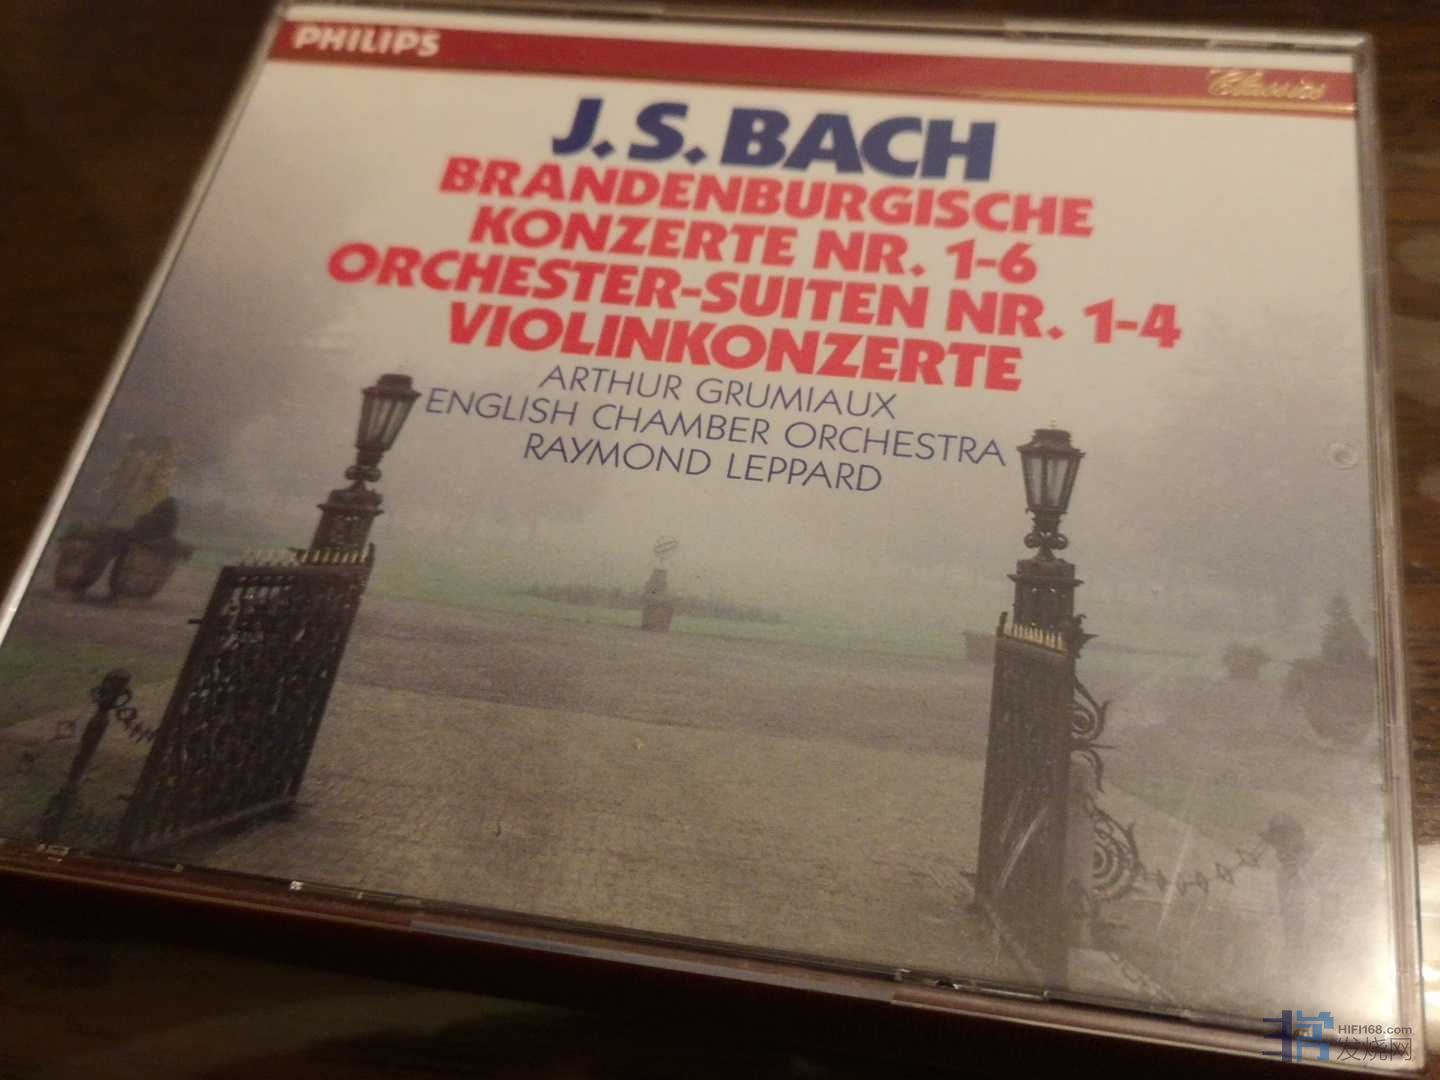 PHILIPS
Classics
J. S. BACH
BRANDENBURGISCHE
KONZERTE NR. 1-6
ORCHESTER-SUITEN NR. 1-4
VIOLINKONZERTE
ARTHUR GRUMIAUX
ENGLISH CHAMBER ORCHESTRA
RAYMOND LEPPARD
HIFI168.com
发烧网